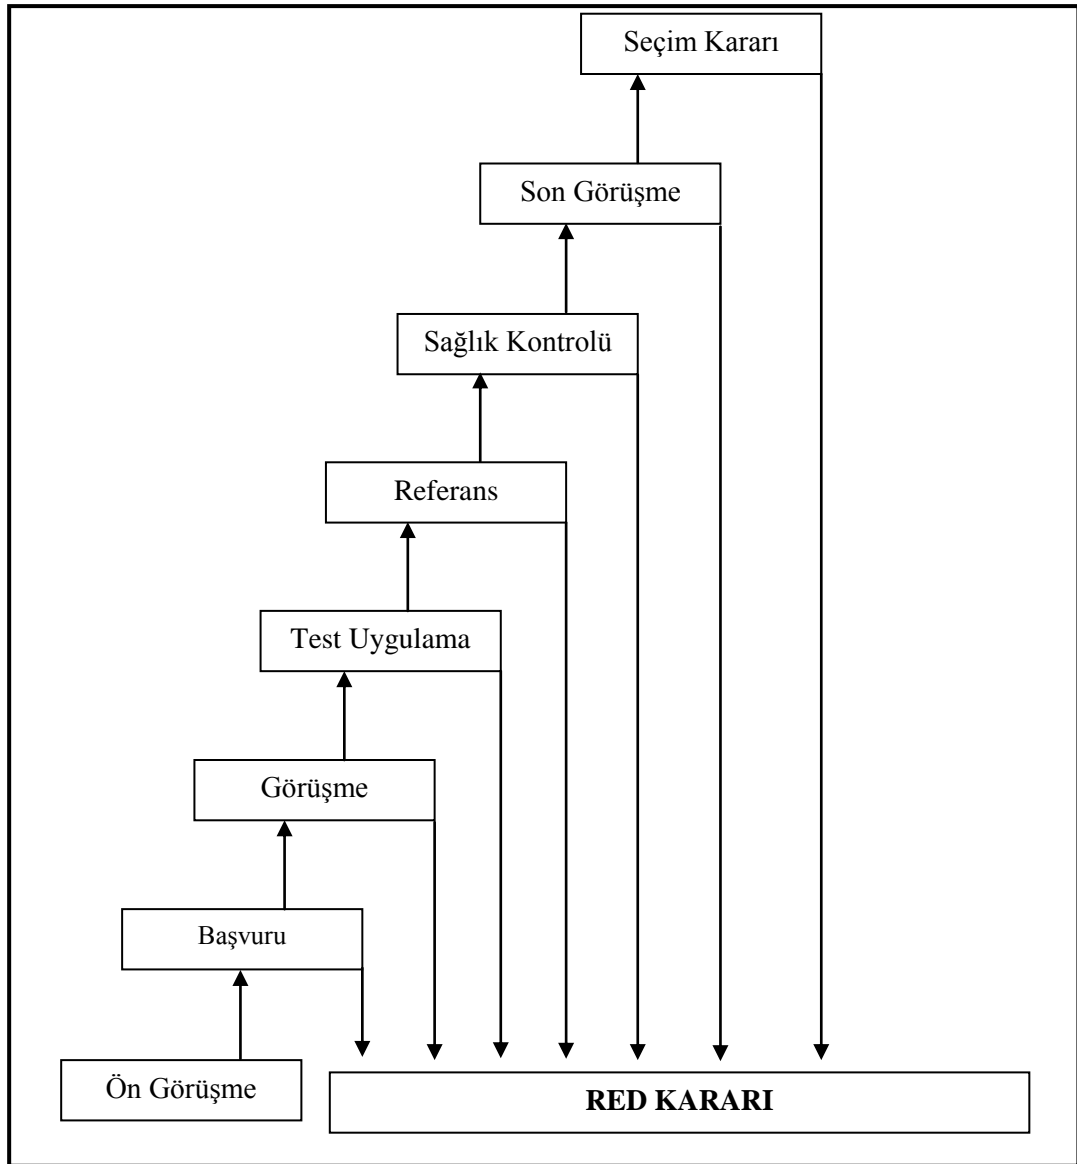 Seçim Kararı
Son Görüşme
Sağlık Kontrolü
Referans
Test Uygulama
Görüşme
Başvuru
Ön Görüşme
RED KARARI